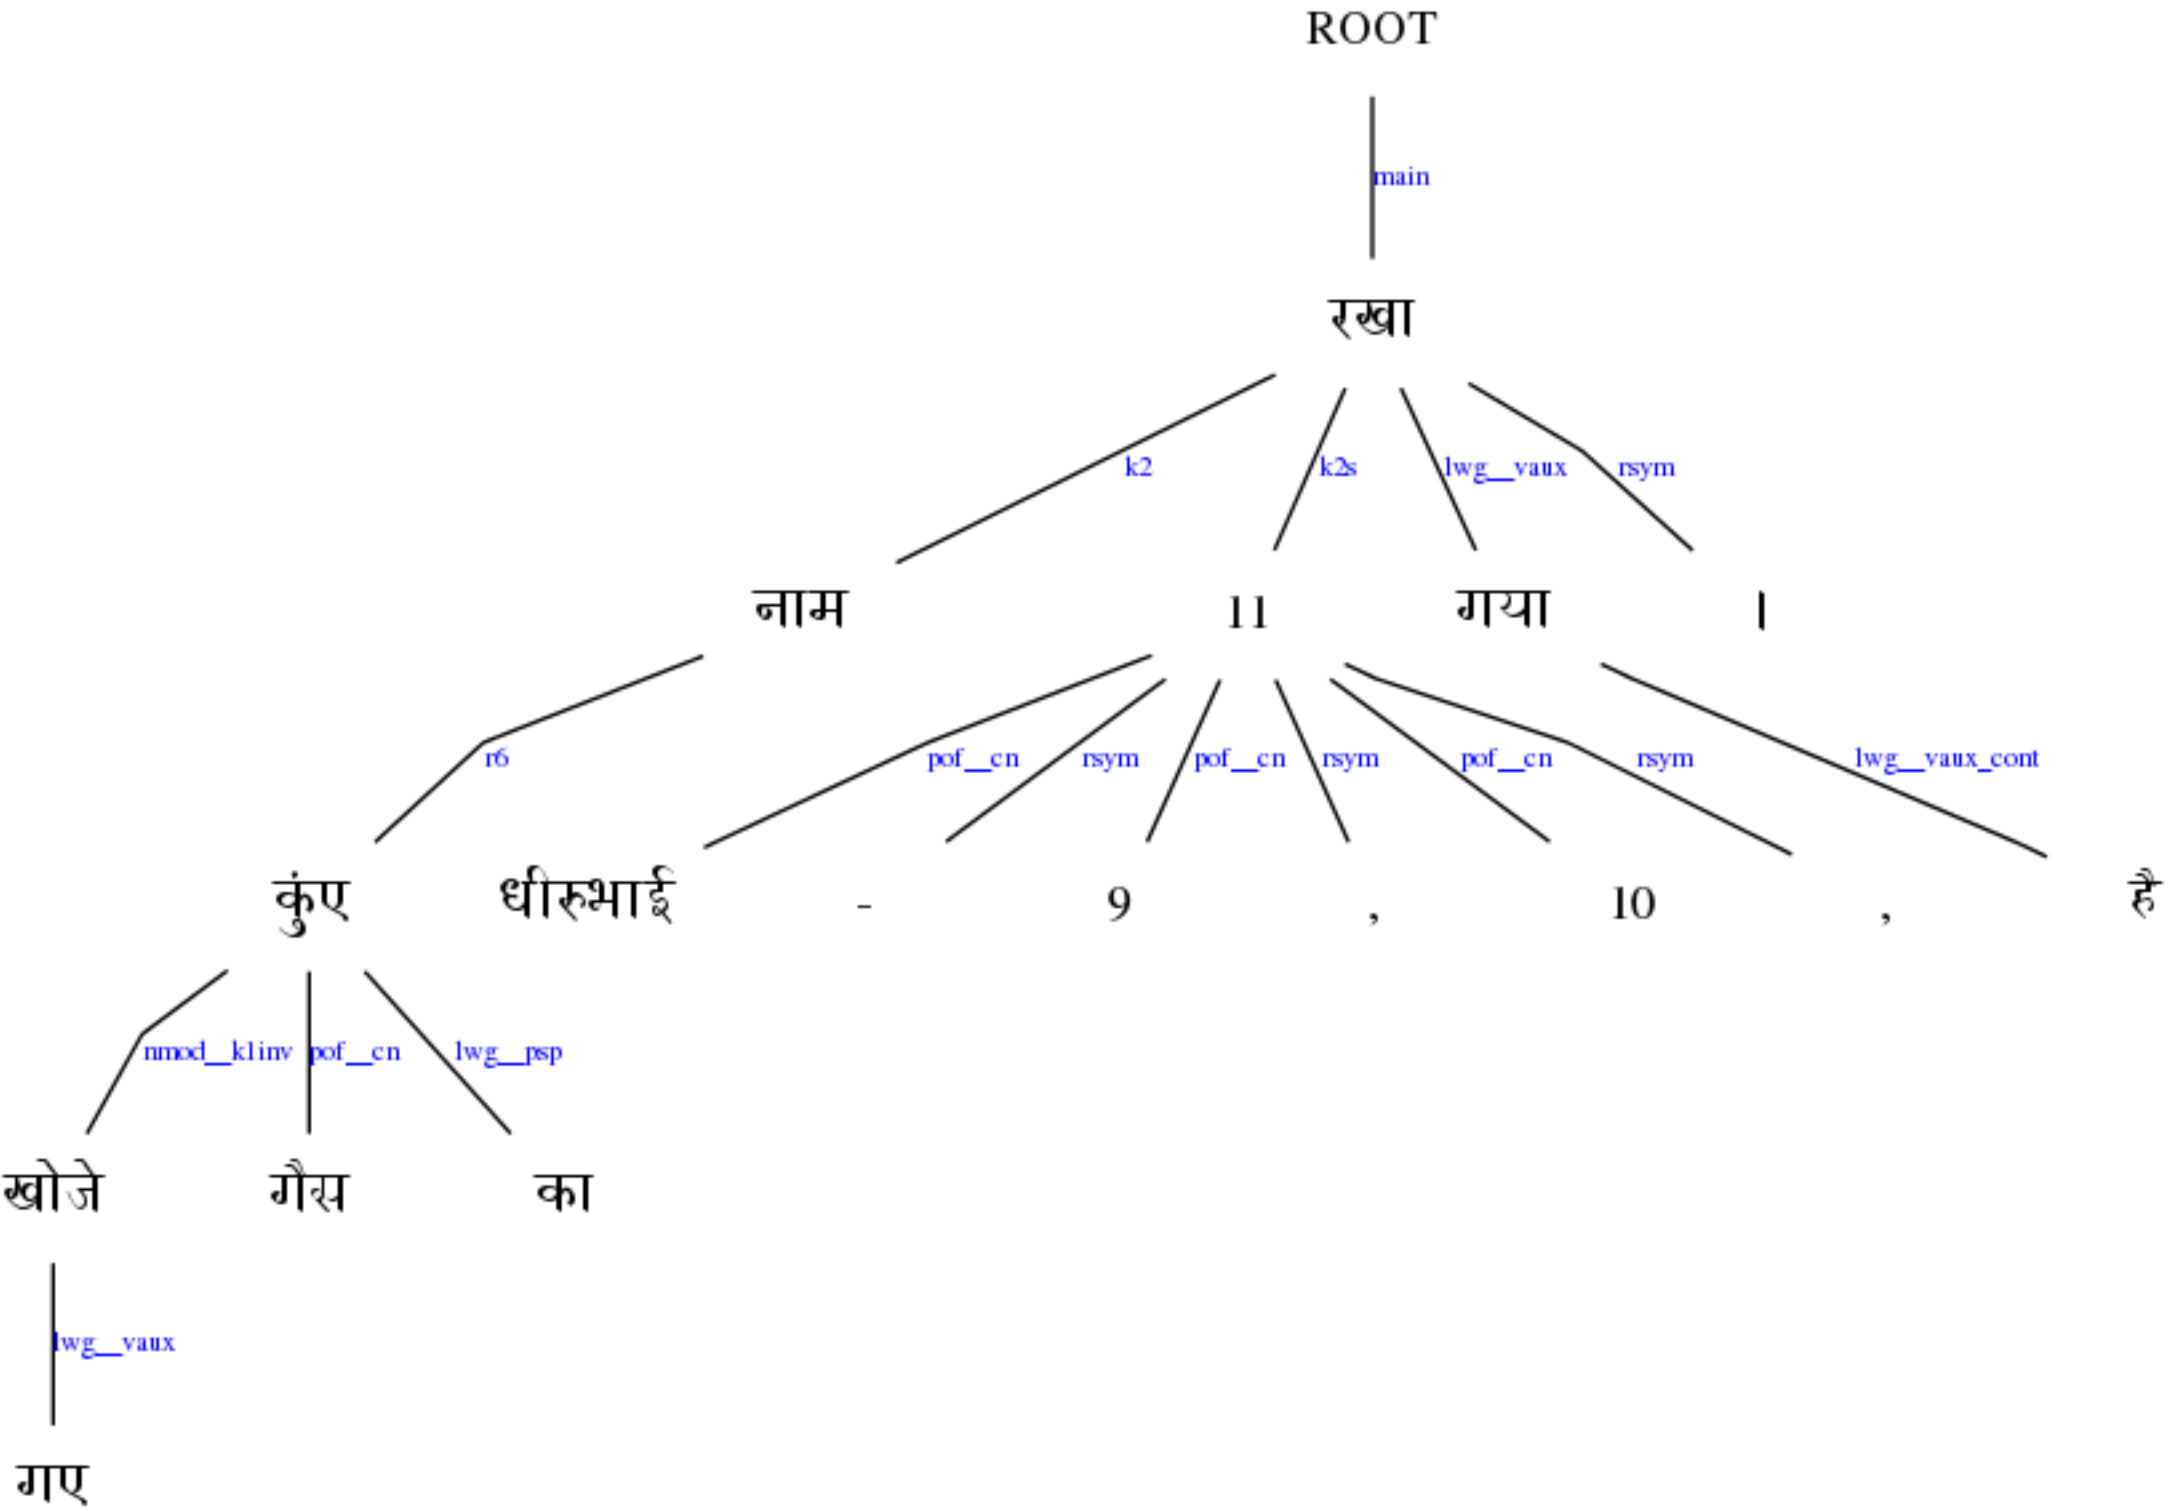 ROOT
main
रखा
k2 k2s lwg__vaux rsym
नाम 11 गया ।
r6 pof__cn rsym pof__cn rsym pof__cn rsym lwg__vaux_cont
कुंए धीरुभाई - 9 , 10 , है
nmod__k1inv pof__cn lwg__psp
खोजे गैस का
lwg__vaux
गए